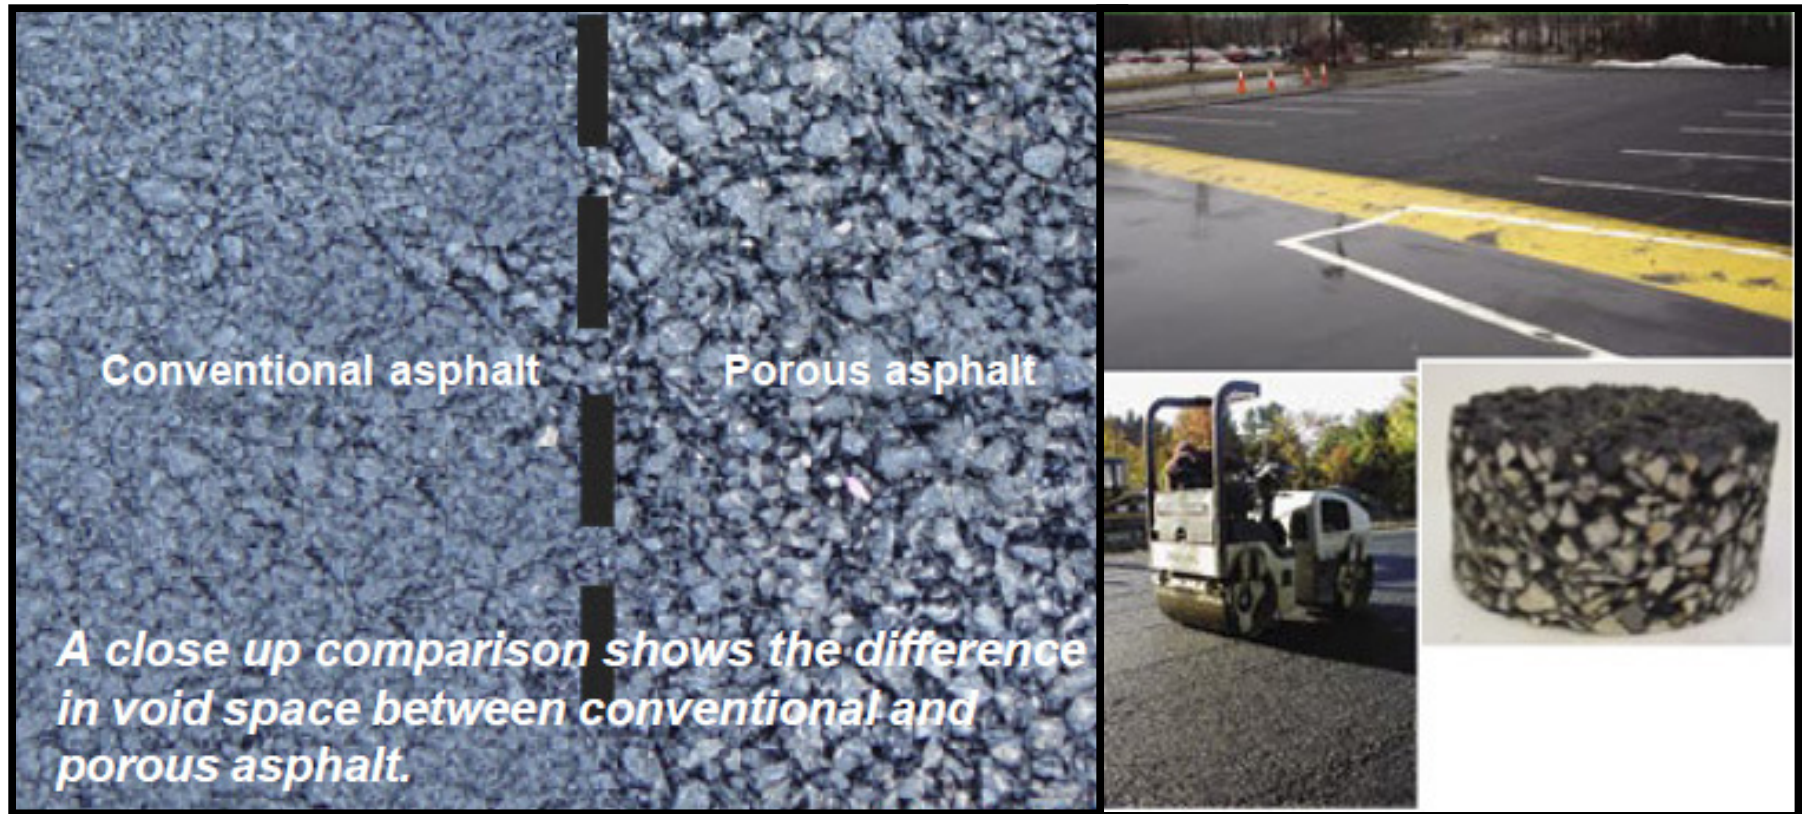 Conventional asphalt
Porous asphalt
A close up comparison shows the difference
in void space between conventional and
porous asphalt.